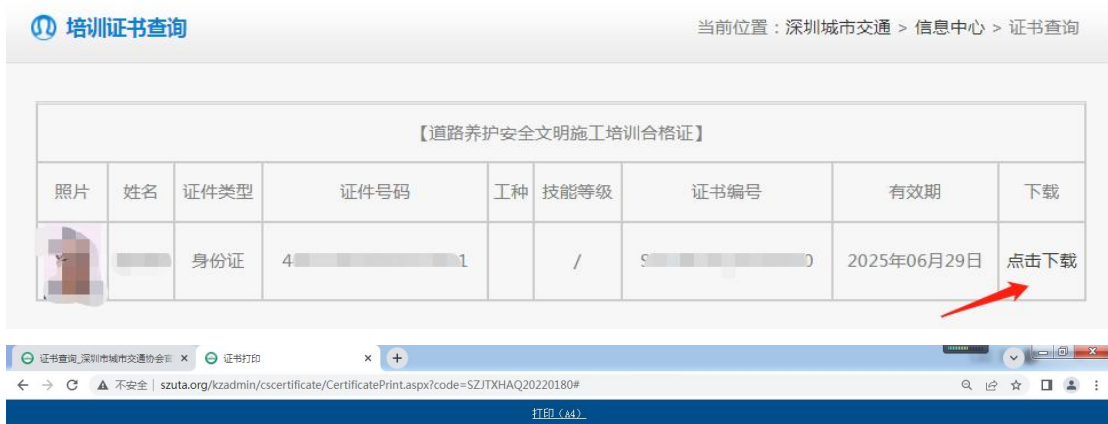 培训证书查询
当前位置：深圳城市交通 > 信息中心 > 证书查询
【道路养护安全文明施工培训合格证】
照片 姓名 证件类型 证件号码 工种 技能等级 证书编号 有效期 下载
身份证 4 1 / S 0 2025年06月29日 点击下载
证书查询_深圳市城市交通协会 证书打印
不安全 szuta.org/kzadmin/cscertificate/CertificatePrint.aspx?code=SZJTXHAQ20220180#
打印（A4）